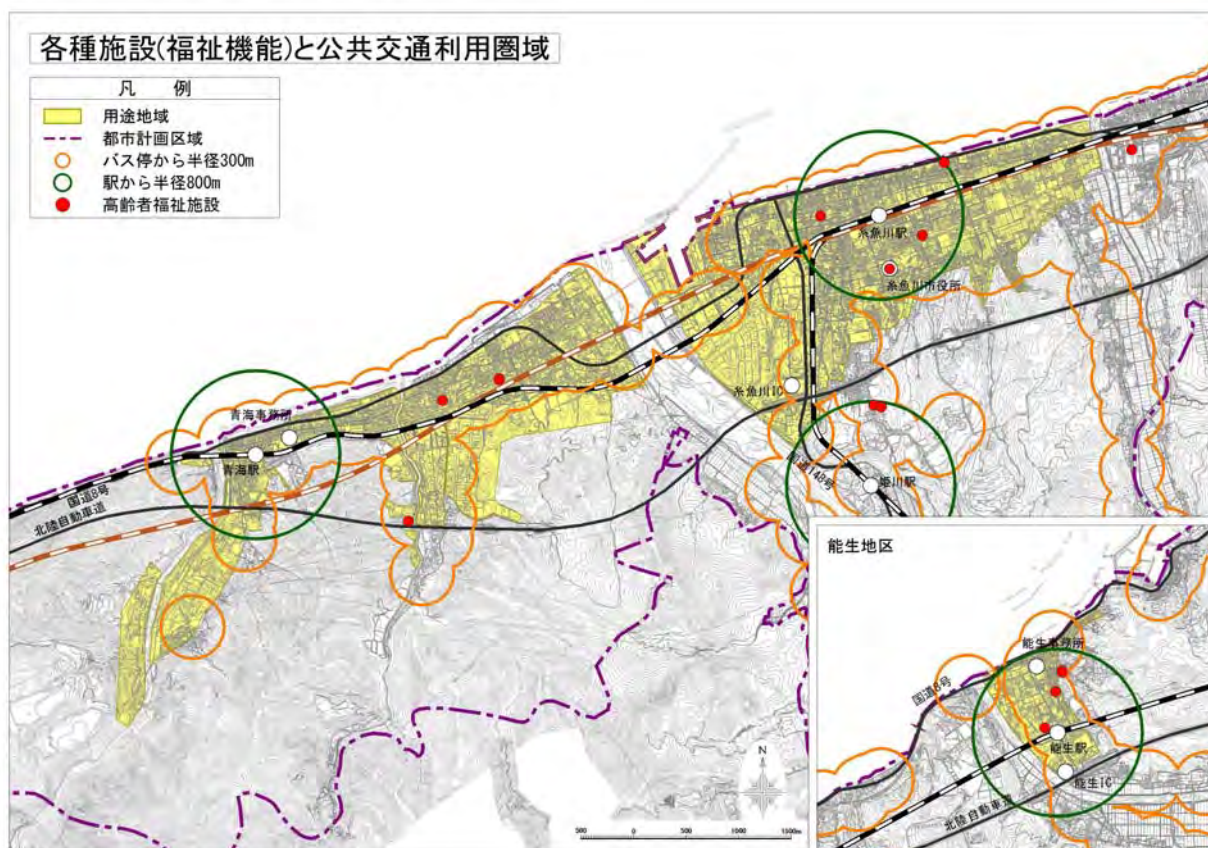 各種施設(福祉機能)と公共交通利用圏域
凡 例
用途地域
都市計画区域
バス停から半径300m
駅から半径800m
高齢者福祉施設
糸魚川駅
糸魚川市役所
糸魚川IC
青海事務所
青海駅
国道8号
北陸自動車道
国道148号
姫川駅
能生地区
能生事務所
国道8号
能生駅
能生IC
北陸自動車道
N
500 0 500 1000 1500m